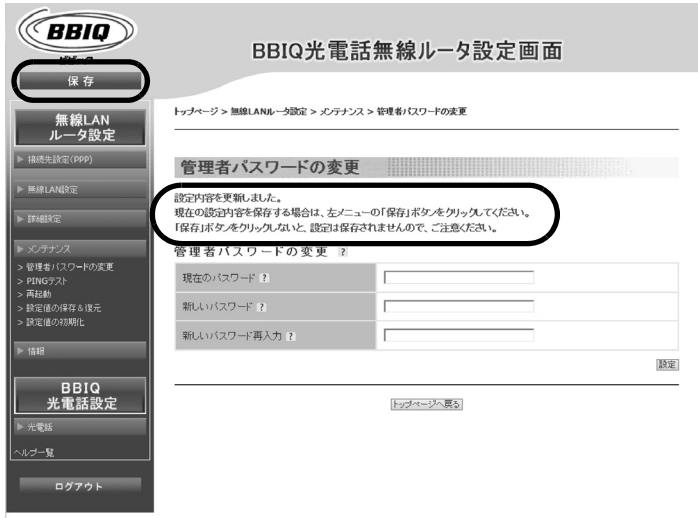 BBIQ
BBIQ光電話無線ルータ設定画面
保存
トップページ > 無線LANルータ設定 > メンテナンス > 管理者パスワードの変更
無線LAN
ルータ設定
▶ 接続先設定(PPP)
▶ 無線LAN設定
▶ 詳細設定
▶ メンテナンス
> 管理者パスワードの変更
> PINGテスト
> 再起動
> 設定値の保存&復元
> 設定値の初期化
▶ 情報
BBIQ
光電話設定
▶ 光電話
ヘルプ一覧
ログアウト
管理者パスワードの変更
設定内容を更新しました。
現在の設定内容を保存する場合は、左メニューの「保存」ボタンをクリックしてください。
「保存」ボタンをクリックしないと、設定は保存されませんので、ご注意ください。
管理者パスワードの変更 ?
現在のパスワード ?
新しいパスワード ?
新しいパスワード再入力 ?
設定
トップページへ戻る